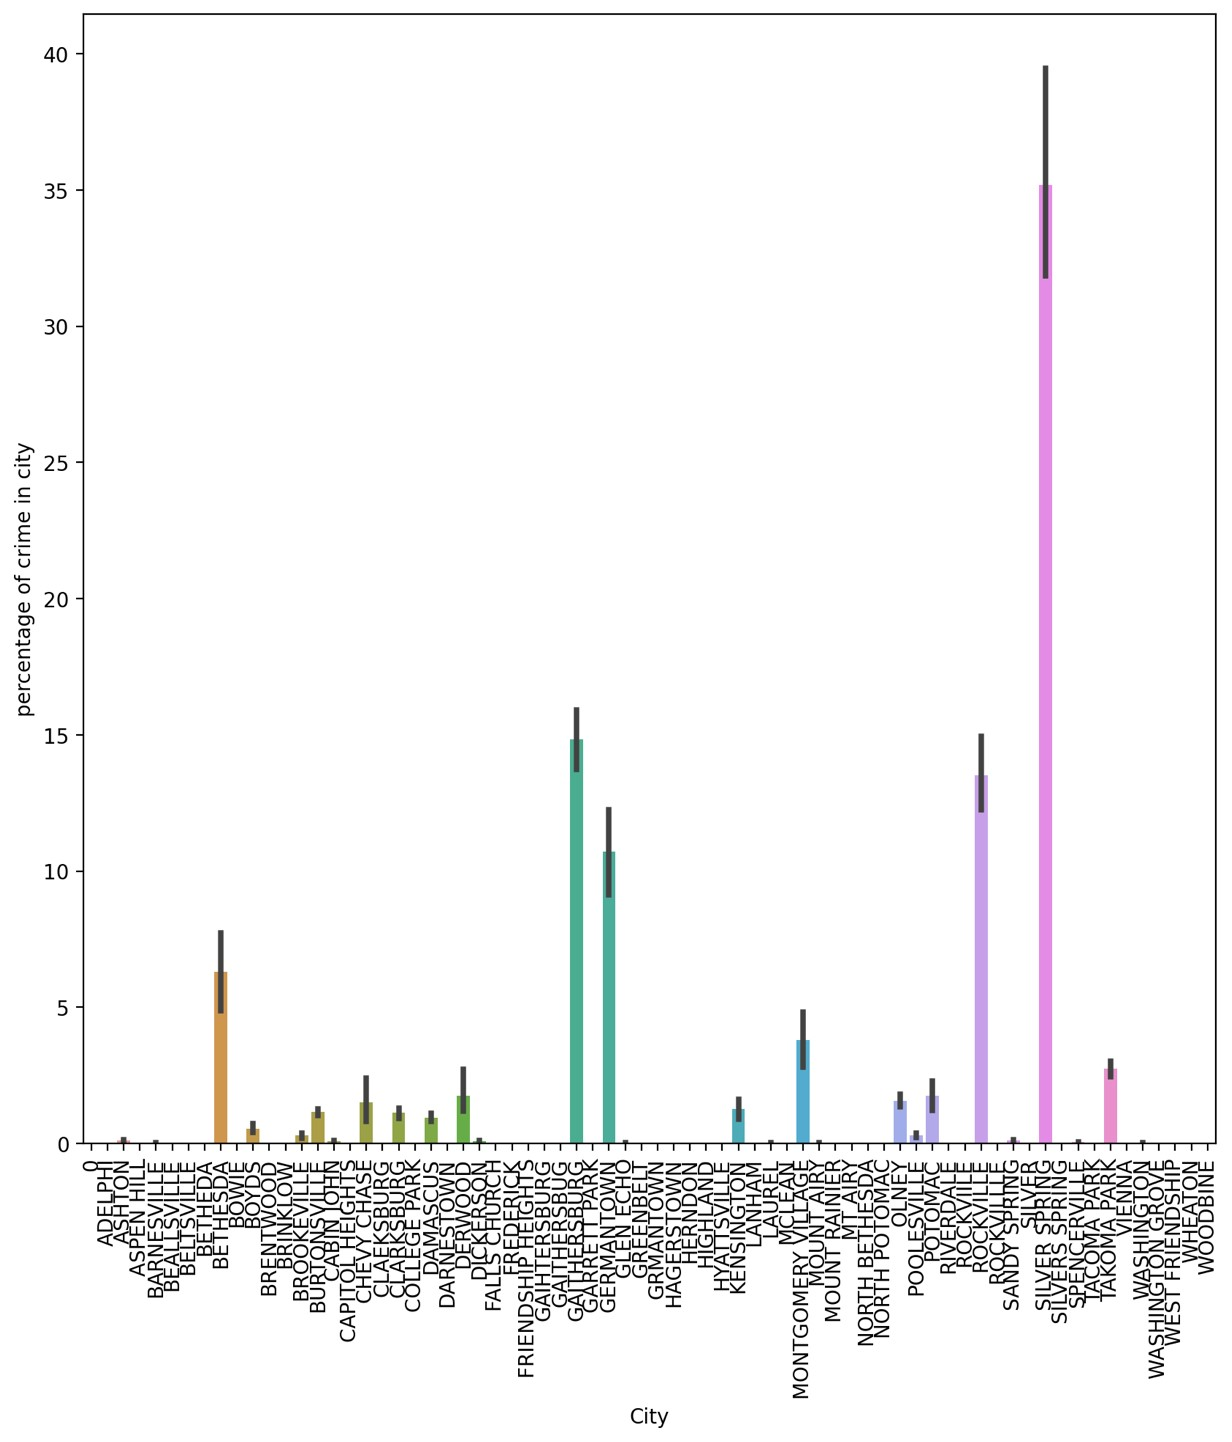 40
35
30
25
20
15
10
5
0
percentage of crime in city
0
ADELPHI
ASHTON
ASPEN HILL
BARNESVILLE
BEALLSVILLE
BELTSVILLE
BETHEDA
BETHESDA
BOWIE
BOYDS
BRENTWOOD
BRINKLOW
BROOKEVILLE
BURTONSVILLE
CABIN JOHN
CAPITOL HEIGHTS
CHEVY CHASE
CLAEKSBURG
CLARKSBURG
COLLEGE PARK
DAMASCUS
DARNESTOWN
DERWOOD
DICKERSON
FALLS CHURCH
FREDERICK
FRIENDSHIP HEIGHTS
GAIHTERSBURG
GAITHERSBUG
GAITHERSBURG
GARRETT PARK
GERMANTOWN
GLEN ECHO
GREENBELT
GRMANTOWN
HAGERSTOWN
HERNDON
HIGHLAND
HYATTSVILLE
KENSINGTON
LANHAM
LAUREL
MCLEAN
MONTGOMERY VILLAGE
MOUNT AIRY
MOUNT RAINIER
MT AIRY
NORTH BETHESDA
NORTH POTOMAC
OLNEY
POOLESVILLE
POTOMAC
RIVERDALE
ROCKVILE
ROCKVILLE
SANDY SPRING
SILVER
SILVER SPRING
SILVERS SPRING
SPENCERVILLE
TACOMA PARK
TAKOMA PARK
VIENNA
WASHINGTON
WASHINGTON GROVE
WEST FRIENDSHIP
WHEATON
WOODBINE
City